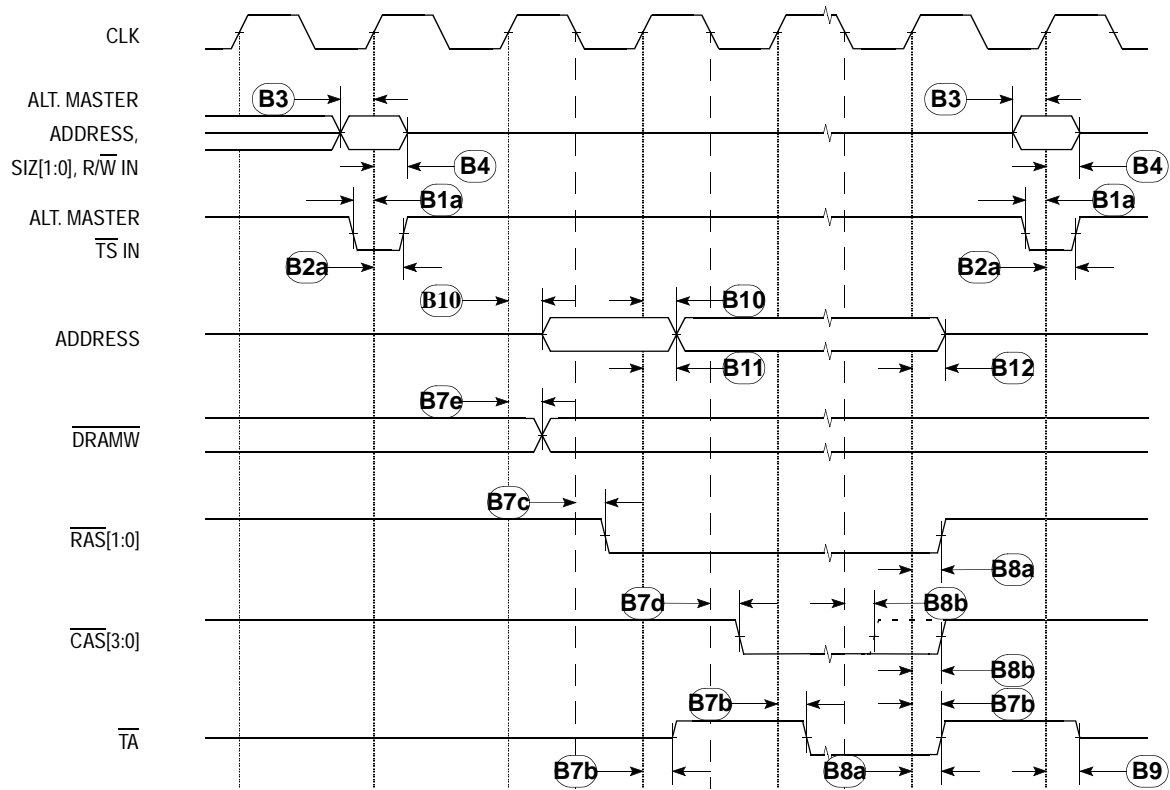 CLK
ALT. MASTER
B3
B3
ADDRESS,
SIZ[1:0], R/W IN
B4
B4
B1a
B1a
ALT. MASTER
TS IN
B2a
B2a
B10
B10
ADDRESS
B11
B12
B7e
DRAMW
B7c
RAS[1:0]
B8a
B7d
B8b
CAS[3:0]
B8b
B7b
B7b
TA
B7b
B8a
B9